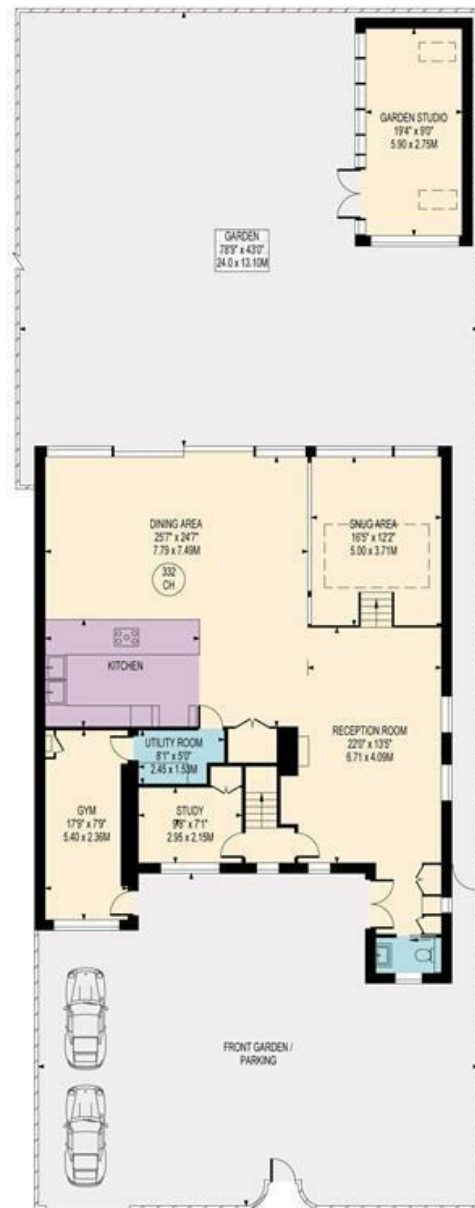 GARDEN STUDIO
19'4" x 9'0"
5.90 x 2.75M
GARDEN
78'9" x 43'0"
24.0 x 13.10M
DINING AREA
25'7" x 24'7"
7.79 x 7.49M
332
CH
SNUG AREA
16'5" x 12'2"
5.00 x 3.71M
KITCHEN
RECEPTION ROOM
22'0" x 13'5"
6.71 x 4.09M
UTILITY ROOM
8'1" x 5'0"
2.45 x 1.53M
GYM
17'9" x 7'9"
5.40 x 2.36M
STUDY
9'8" x 7'1"
2.95 x 2.15M
FRONT GARDEN /
PARKING